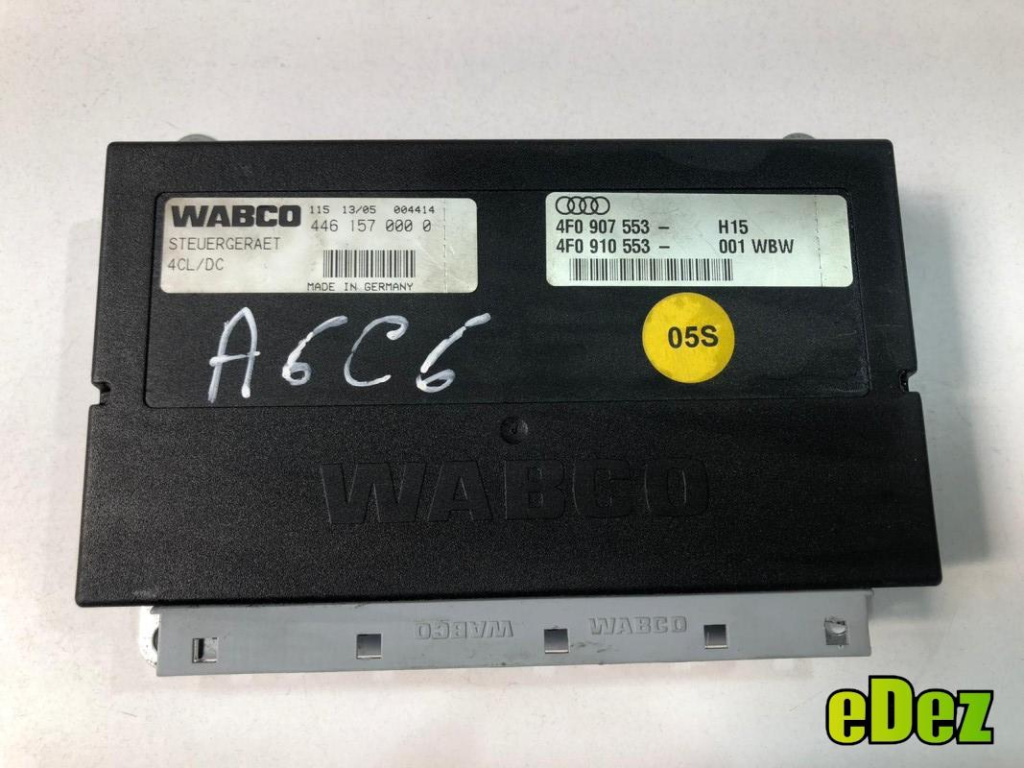 WABCO 115 13/05 004414
446 157 000 0
STEUERGERAET
4CL/DC
MADE IN GERMANY
4F0 907 553 - H15
4F0 910 553 - 001 WBW
05S
A6C6
WABCO
WABCO WABCO
eDez